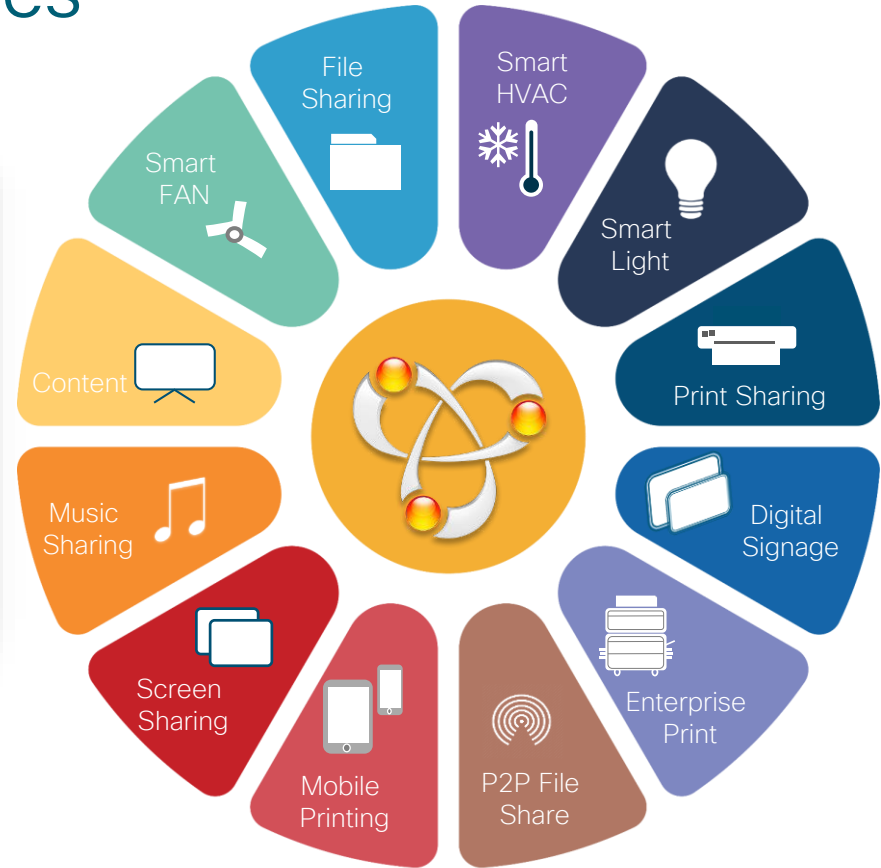 File
Sharing
Smart
HVAC
Smart
Light
Print Sharing
Digital
Signage
Enterprise
Print
P2P File
Share
Mobile
Printing
Screen
Sharing
Music
Sharing
Content
Smart
FAN